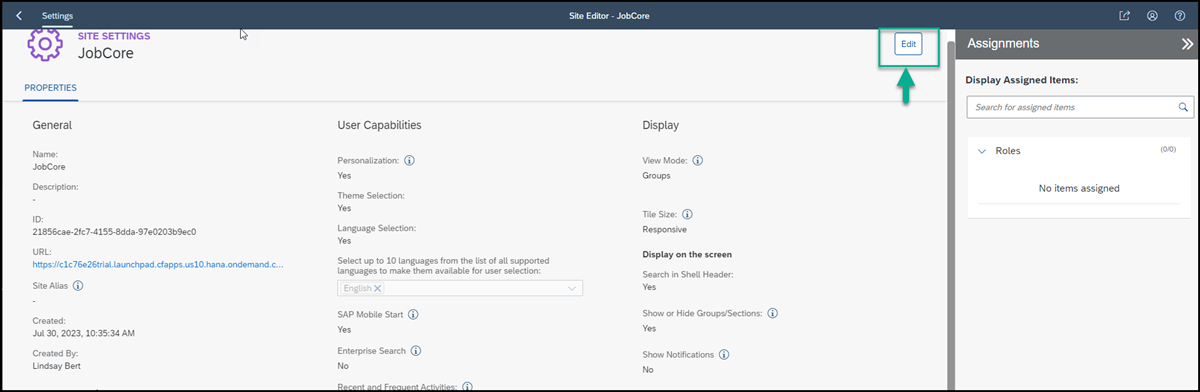 Settings
Site Editor - JobCore
SITE SETTINGS
JobCore
Edit
PROPERTIES
General
Name:
JobCore
Description:
-
ID:
21856cae-2fc7-4155-8dda-97e0203b9ec0
URL:
https://c1c76e26trial.launchpad.cfapps.us10.hana.ondemand.c...
Site Alias
-
Created:
Jul 30, 2023, 10:35:34 AM
Created By:
Lindsay Bert
User Capabilities
Personalization:
Yes
Theme Selection:
Yes
Language Selection:
Yes
Select up to 10 languages from the list of all supported
languages to make them available for user selection:
English
SAP Mobile Start
Yes
Enterprise Search
No
Recent and Frequent Activities:
Display
View Mode:
Groups
Tile Size:
Responsive
Display on the screen
Search in Shell Header:
Yes
Show or Hide Groups/Sections:
Yes
Show Notifications
No
Assignments
Display Assigned Items:
Search for assigned items
Roles
(0/0)
No items assigned